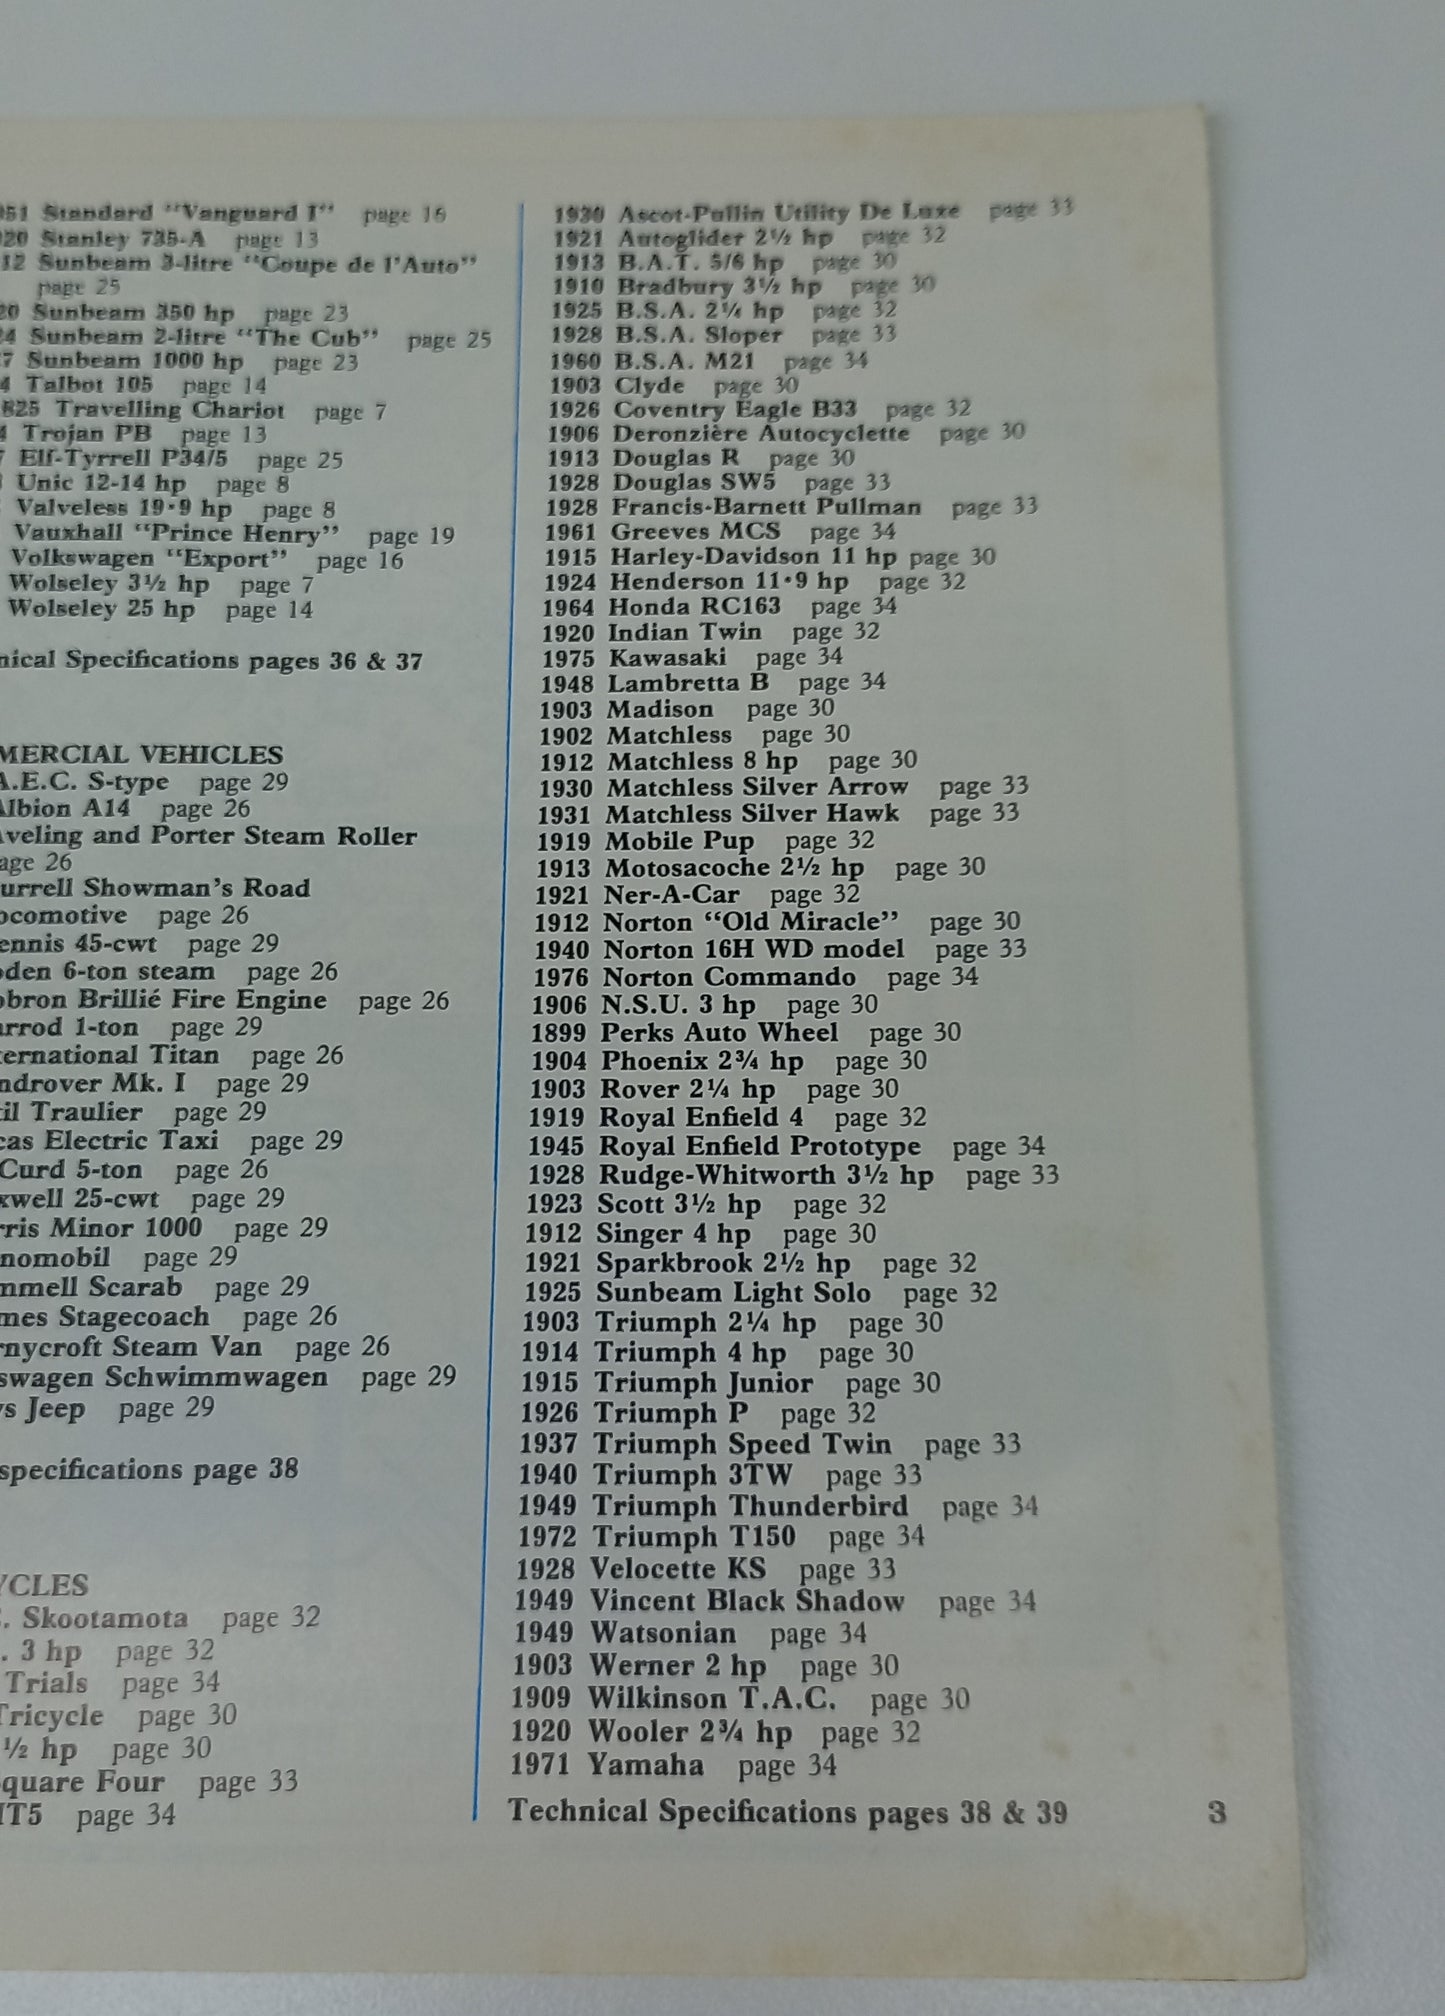 951 Standard "Vanguard I" page 16
920 Stanley 735-A page 13
12 Sunbeam 3-litre "Coupe de l'Auto"
page 25
20 Sunbeam 350 hp page 23
24 Sunbeam 2-litre "The Cub" page 25
7 Sunbeam 1000 hp page 23
4 Talbot 105 page 14
825 Travelling Chariot page 7
4 Trojan PB page 13
7 Elf-Tyrrell P34/5 page 25
Unic 12-14 hp page 8
Valveless 19·9 hp page 8
Vauxhall "Prince Henry" page 19
Volkswagen "Export" page 16
Wolseley 3½ hp page 7
Wolseley 25 hp page 14
nical Specifications pages 36 & 37
MERCIAL VEHICLES
A.E.C. S-type page 29
Albion A14 page 26
veling and Porter Steam Roller
age 26
urrell Showman's Road
ocomotive page 26
ennis 45-cwt page 29
oden 6-ton steam page 26
obron Brillié Fire Engine page 26
arrod 1-ton page 29
ternational Titan page 26
ndrover Mk. I page 29
til Traulier page 29
cas Electric Taxi page 29
Curd 5-ton page 26
xwell 25-cwt page 29
rris Minor 1000 page 29
nomobil page 29
mmell Scarab page 29
mes Stagecoach page 26
rnycroft Steam Van page 26
swagen Schwimmwagen page 29
ys Jeep page 29
specifications page 38
YCLES
. Skootamota page 32
. 3 hp page 32
Trials page 34
Tricycle page 30
½ hp page 30
quare Four page 33
HT5 page 34
1930 Ascot-Pullin Utility De Luxe page 33
1921 Autoglider 2½ hp page 32
1913 B.A.T. 5/6 hp page 30
1910 Bradbury 3½ hp page 30
1925 B.S.A. 2¼ hp page 32
1928 B.S.A. Sloper page 33
1960 B.S.A. M21 page 34
1903 Clyde page 30
1926 Coventry Eagle B33 page 32
1906 Deronzière Autocyclette page 30
1913 Douglas R page 30
1928 Douglas SW5 page 33
1928 Francis-Barnett Pullman page 33
1961 Greeves MCS page 34
1915 Harley-Davidson 11 hp page 30
1924 Henderson 11·9 hp page 32
1964 Honda RC163 page 34
1920 Indian Twin page 32
1975 Kawasaki page 34
1948 Lambretta B page 34
1903 Madison page 30
1902 Matchless page 30
1912 Matchless 8 hp page 30
1930 Matchless Silver Arrow page 33
1931 Matchless Silver Hawk page 33
1919 Mobile Pup page 32
1913 Motosacoche 2½ hp page 30
1921 Ner-A-Car page 32
1912 Norton "Old Miracle" page 30
1940 Norton 16H WD model page 33
1976 Norton Commando page 34
1906 N.S.U. 3 hp page 30
1899 Perks Auto Wheel page 30
1904 Phoenix 2¾ hp page 30
1903 Rover 2¼ hp page 30
1919 Royal Enfield 4 page 32
1945 Royal Enfield Prototype page 34
1928 Rudge-Whitworth 3½ hp page 33
1923 Scott 3½ hp page 32
1912 Singer 4 hp page 30
1921 Sparkbrook 2½ hp page 32
1925 Sunbeam Light Solo page 32
1903 Triumph 2¼ hp page 30
1914 Triumph 4 hp page 30
1915 Triumph Junior page 30
1926 Triumph P page 32
1937 Triumph Speed Twin page 33
1940 Triumph 3TW page 33
1949 Triumph Thunderbird page 34
1972 Triumph T150 page 34
1928 Velocette KS page 33
1949 Vincent Black Shadow page 34
1949 Watsonian page 34
1903 Werner 2 hp page 30
1909 Wilkinson T.A.C. page 30
1920 Wooler 2¾ hp page 32
1971 Yamaha page 34
Technical Specifications pages 38 & 39
3